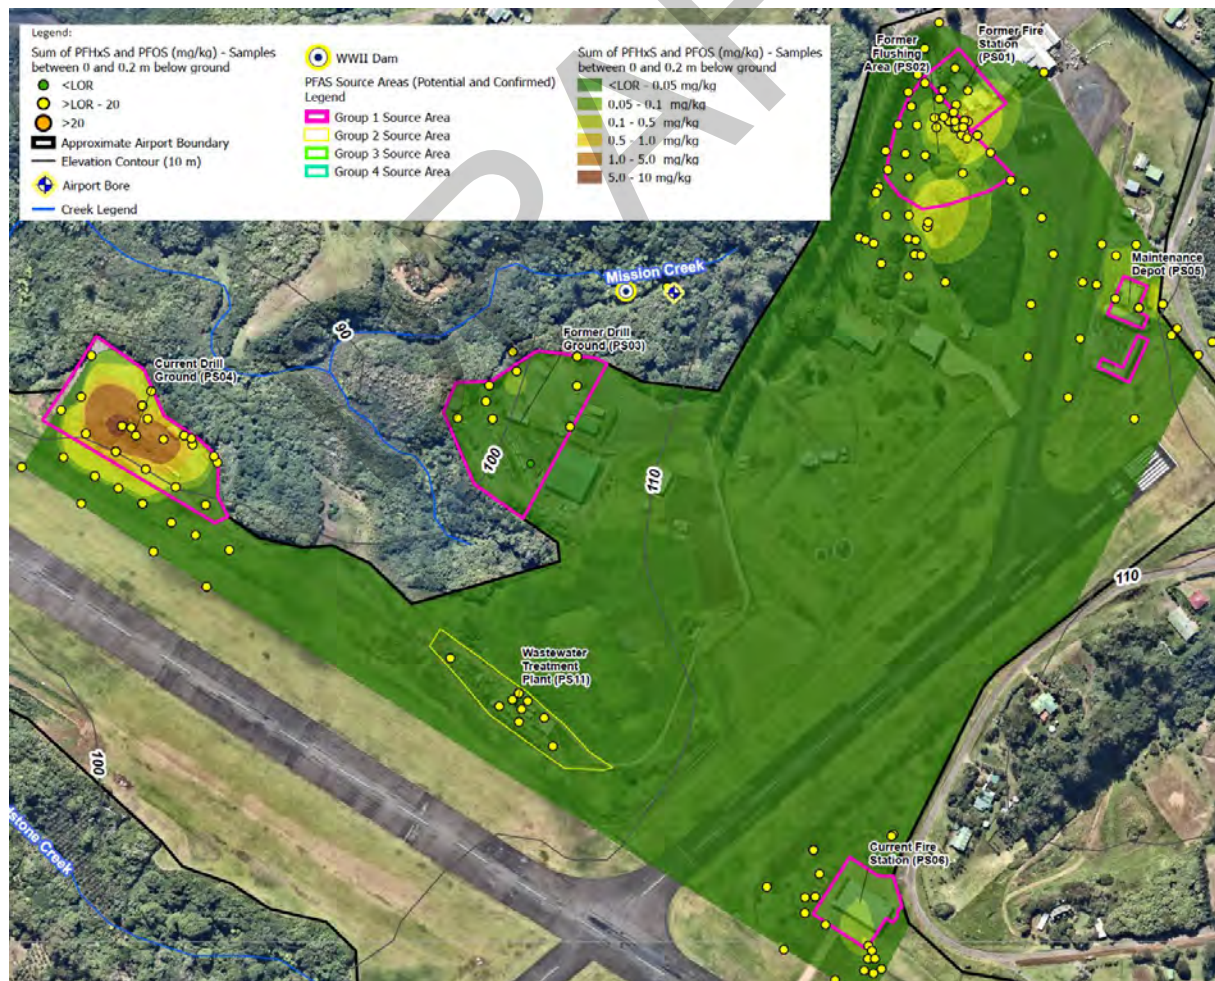 Legend:
Sum of PFHxS and PFOS (mg/kg) - Samples
between 0 and 0.2 m below ground
<LOR
>LOR - 20
>20
Approximate Airport Boundary
Elevation Contour (10 m)
Airport Bore
Creek Legend
WWII Dam
PFAS Source Areas (Potential and Confirmed)
Legend
Group 1 Source Area
Group 2 Source Area
Group 3 Source Area
Group 4 Source Area
Sum of PFHxS and PFOS (mg/kg) - Samples
between 0 and 0.2 m below ground
<LOR - 0.05 mg/kg
0.05 - 0.1 mg/kg
0.1 - 0.5 mg/kg
0.5 - 1.0 mg/kg
1.0 - 5.0 mg/kg
5.0 - 10 mg/kg
Former
Flushing
Area (PS02)
Former Fire
Station
(PS01)
Maintenance
Depot (PS05)
Mission Creek
90
Former Drill
Ground (PS03)
Current Drill
Ground (PS04)
100
110
110
Wastewater
Treatment
Plant (PS11)
100
stone Creek
Current Fire
Station (PS06)